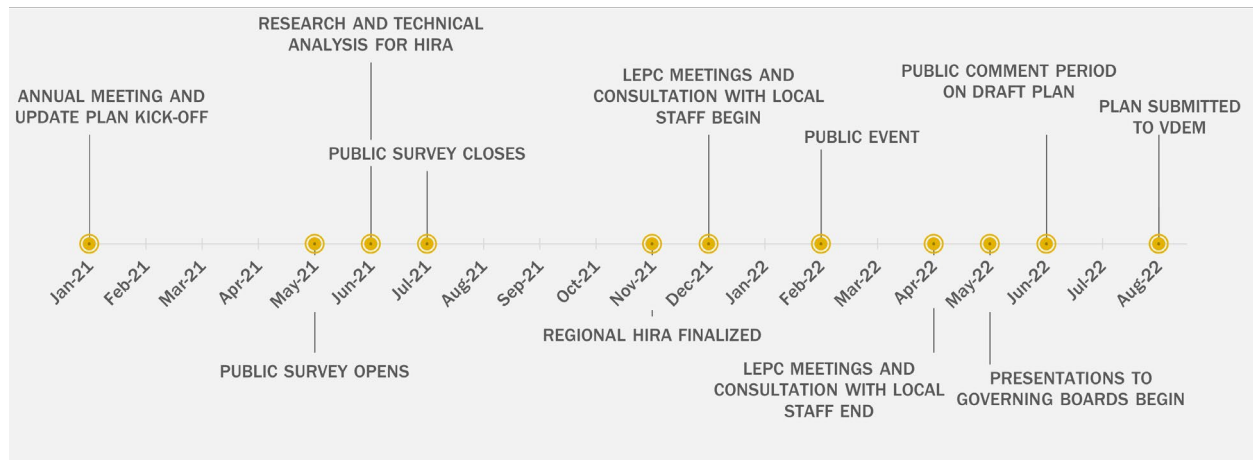 RESEARCH AND TECHNICAL
ANALYSIS FOR HIRA
ANNUAL MEETING AND
UPDATE PLAN KICK-OFF
PUBLIC SURVEY CLOSES
LEPC MEETINGS AND
CONSULTATION WITH LOCAL
STAFF BEGIN
PUBLIC EVENT
PUBLIC COMMENT PERIOD
ON DRAFT PLAN
PLAN SUBMITTED
TO VDEM
Jan-21
Feb-21
Mar-21
Apr-21
May-21
Jun-21
Jul-21
Aug-21
Sep-21
Oct-21
Nov-21
Dec-21
Jan-22
Feb-22
Mar-22
Apr-22
May-22
Jun-22
Jul-22
Aug-22
PUBLIC SURVEY OPENS
REGIONAL HIRA FINALIZED
LEPC MEETINGS AND
CONSULTATION WITH LOCAL
STAFF END
PRESENTATIONS TO
GOVERNING BOARDS BEGIN